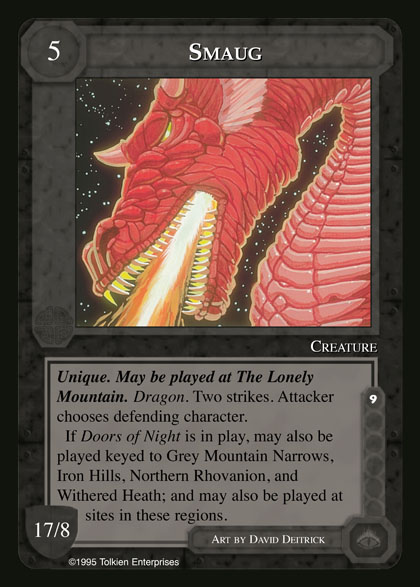 5
SMAUG
CREATURE
Unique. May be played at The Lonely
Mountain. Dragon. Two strikes. Attacker
chooses defending character.
If Doors of Night is in play, may also be
played keyed to Grey Mountain Narrows,
Iron Hills, Northern Rhovanion, and
Withered Heath; and may also be played at
sites in these regions.
9
17/8
ART BY DAVID DEITRICK
©1995 Tolkien Enterprises